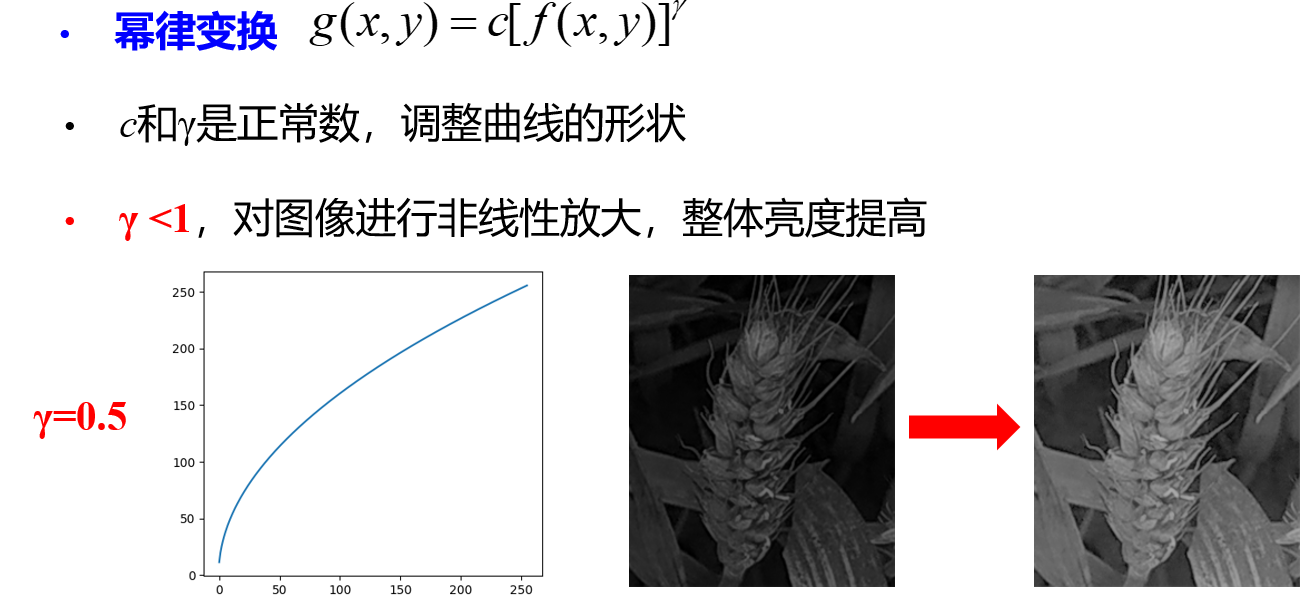 • 幂律变换 g(x,y)=c[f(x,y)]^γ
• c和γ是正常数，调整曲线的形状
• γ <1，对图像进行非线性放大，整体亮度提高
γ=0.5
250
200
150
100
50
0
0 50 100 150 200 250